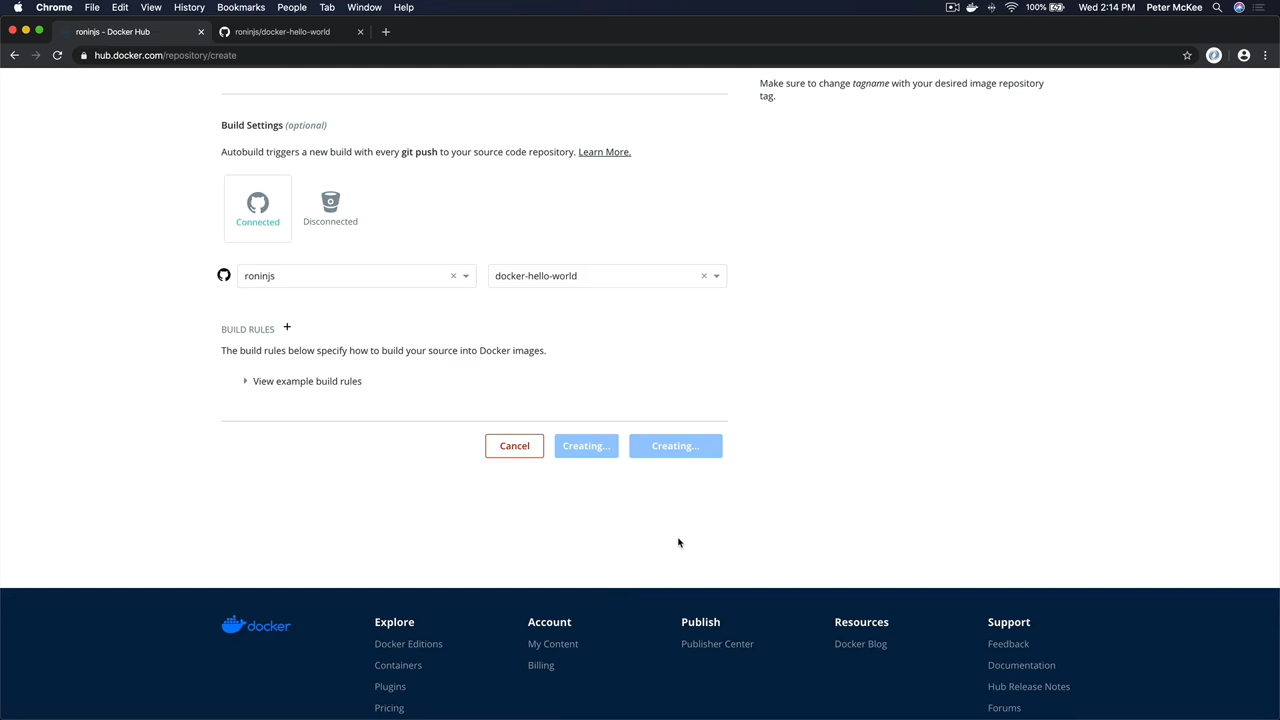 Chrome File Edit View History Bookmarks People Tab Window Help 100% Wed 2:14 PM Peter McKee
roninjs - Docker Hub roninjs/docker-hello-world
hub.docker.com/repository/create
Make sure to change tagname with your desired image repository
tag.
Build Settings (optional)
Autobuild triggers a new build with every git push to your source code repository. Learn More.
Connected Disconnected
roninjs docker-hello-world
BUILD RULES +
The build rules below specify how to build your source into Docker images.
View example build rules
Cancel Creating... Creating...
docker Explore Account Publish Resources Support
Docker Editions My Content Publisher Center Docker Blog Feedback
Containers Billing Documentation
Plugins Hub Release Notes
Pricing Forums